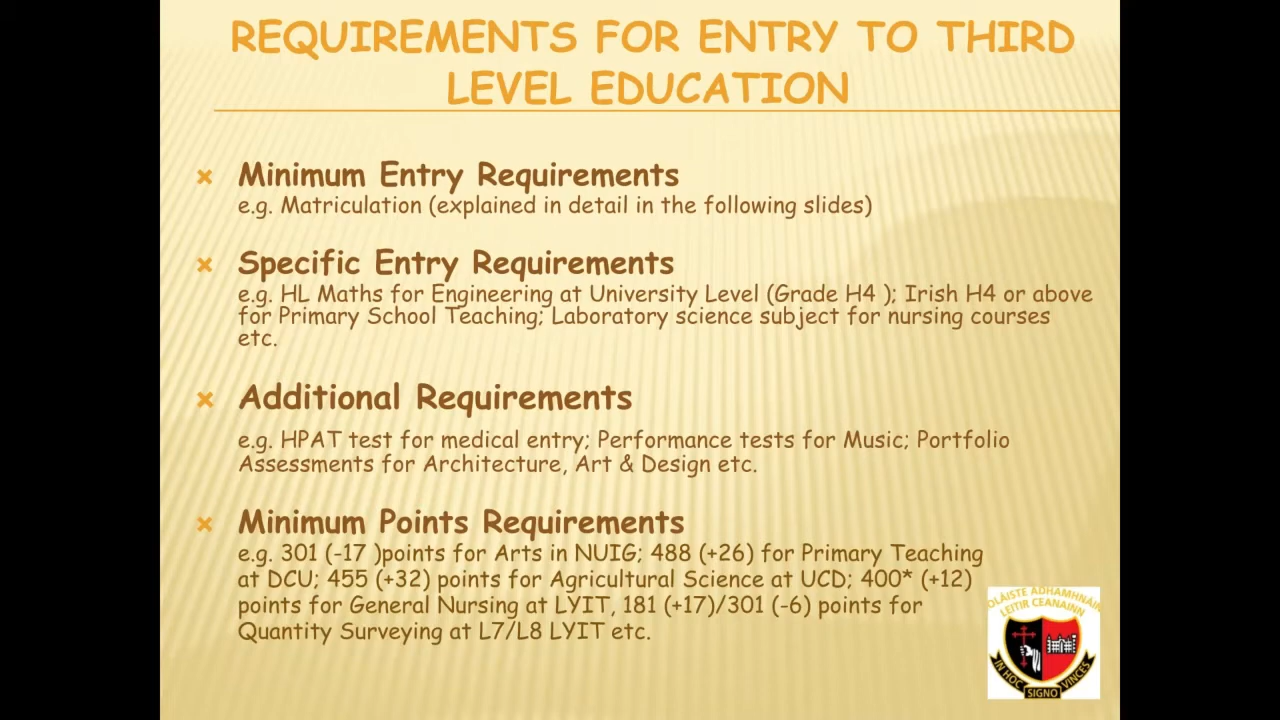 REQUIREMENTS FOR ENTRY TO THIRD
LEVEL EDUCATION
Minimum Entry Requirements
e.g. Matriculation (explained in detail in the following slides)
Specific Entry Requirements
e.g. HL Maths for Engineering at University Level (Grade H4 ); Irish H4 or above
for Primary School Teaching; Laboratory science subject for nursing courses
etc.
Additional Requirements
e.g. HPAT test for medical entry; Performance tests for Music; Portfolio
Assessments for Architecture, Art & Design etc.
Minimum Points Requirements
e.g. 301 (-17 )points for Arts in NUIG; 488 (+26) for Primary Teaching
at DCU; 455 (+32) points for Agricultural Science at UCD; 400* (+12)
points for General Nursing at LYIT, 181 (+17)/301 (-6) points for
Quantity Surveying at L7/L8 LYIT etc.
OLÁISTE ADHAMHNÁIN
LEITIR CEANAINN
IN HOC SIGNO VINCES